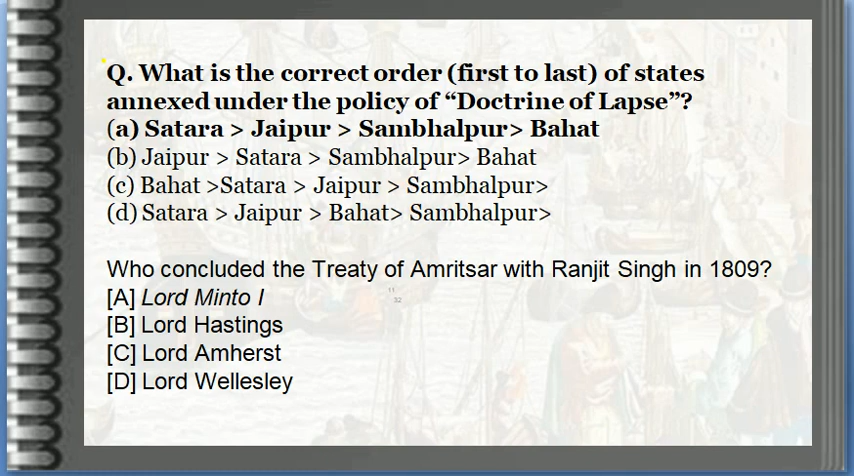 Q. What is the correct order (first to last) of states
annexed under the policy of “Doctrine of Lapse”?
(a) Satara > Jaipur > Sambhalpur> Bahat
(b) Jaipur > Satara > Sambhalpur> Bahat
(c) Bahat >Satara > Jaipur > Sambhalpur>
(d) Satara > Jaipur > Bahat> Sambhalpur>
Who concluded the Treaty of Amritsar with Ranjit Singh in 1809?
[A] Lord Minto I
11
32
[B] Lord Hastings
[C] Lord Amherst
[D] Lord Wellesley